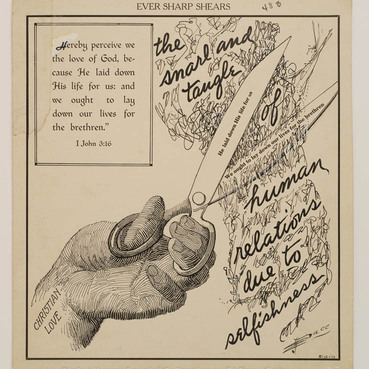 EVER SHARP SHEARS
"Hereby perceive we
the love of God, be-
cause He laid down
His life for us: and
we ought to lay
down our lives for
the brethren."
I John 3:16
the
snarl and
tangle
of
human
relations
due to
selfishness
He laid down His life for us
We ought to lay down our lives for the brethren
CHRISTIAN
LOVE